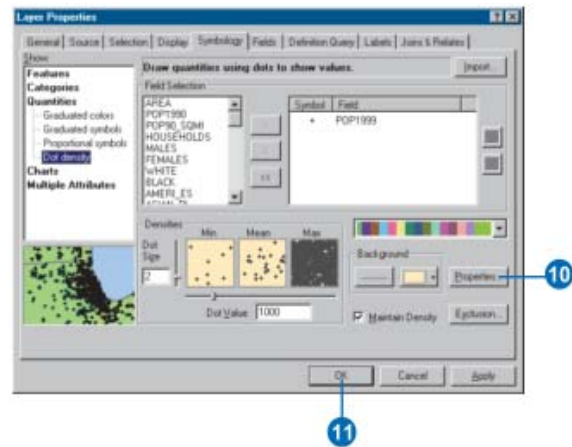 Layer Properties
General Source Selection Display Symbology Fields Definition Query Labels Joins & Relates
Show:
Features
Categories
Quantities
Graduated colors
Graduated symbols
Proportional symbols
Dot density
Charts
Multiple Attributes
Draw quantities using dots to show values.
Import...
Field Selection
AREA
POP1990
POP90_SQMI
HOUSEHOLDS
MALES
FEMALES
WHITE
BLACK
AMERI_ES
Symbol Field
POP1999
Densities
Min Mean Max
Dot Size
2
Dot Value 1000
Background
Properties
Maintain Density
Exclusion...
10
OK Cancel Apply
11